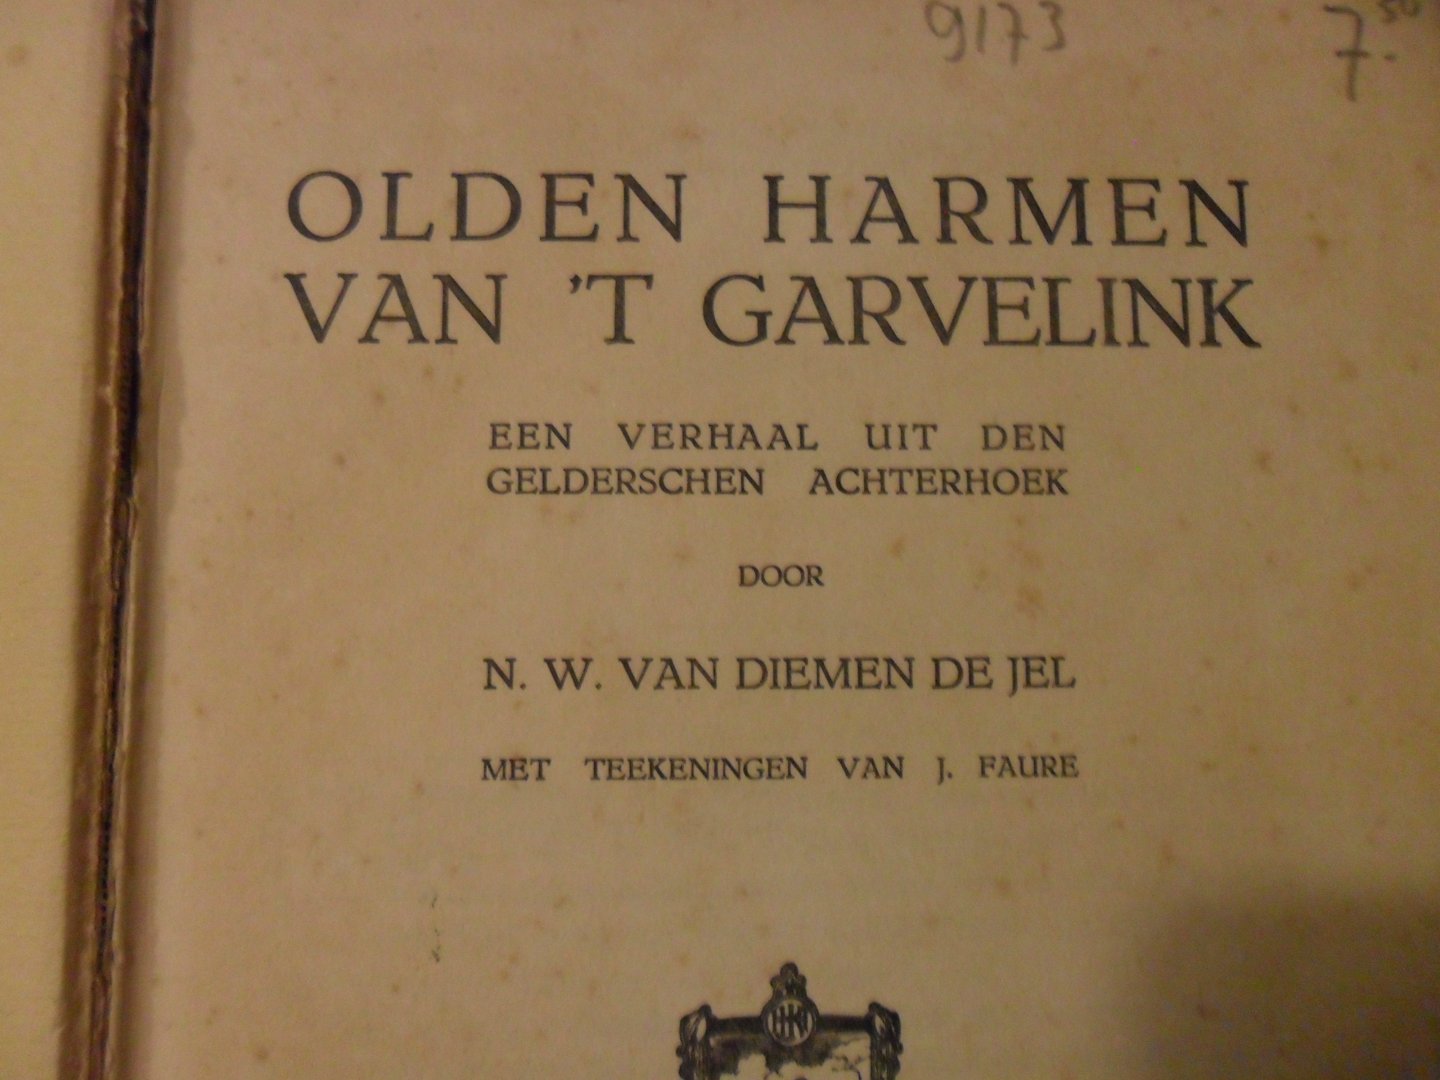 9173 7.50
OLDEN HARMEN
VAN 'T GARVELINK
EEN VERHAAL UIT DEN
GELDERSCHEN ACHTERHOEK
DOOR
N. W. VAN DIEMEN DE JEL
MET TEEKENINGEN VAN J. FAURE